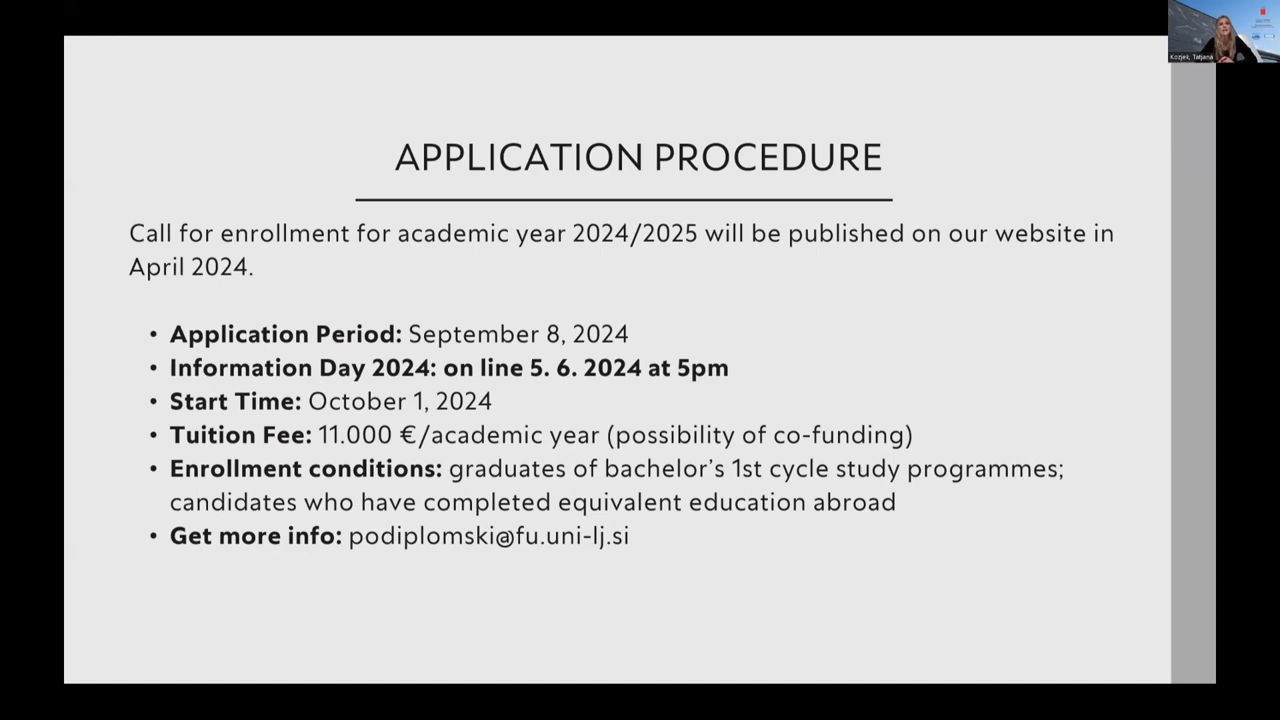 Kozjek, Tatjana
APPLICATION PROCEDURE
Call for enrollment for academic year 2024/2025 will be published on our website in
April 2024.
• Application Period: September 8, 2024
• Information Day 2024: on line 5. 6. 2024 at 5pm
• Start Time: October 1, 2024
• Tuition Fee: 11.000 €/academic year (possibility of co-funding)
• Enrollment conditions: graduates of bachelor’s 1st cycle study programmes;
candidates who have completed equivalent education abroad
• Get more info: podiplomski@fu.uni-lj.si